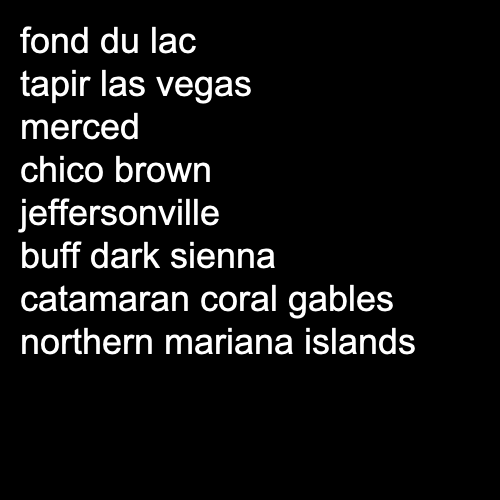 fond du lac
tapir las vegas
merced
chico brown
jeffersonville
buff dark sienna
catamaran coral gables
northern mariana islands